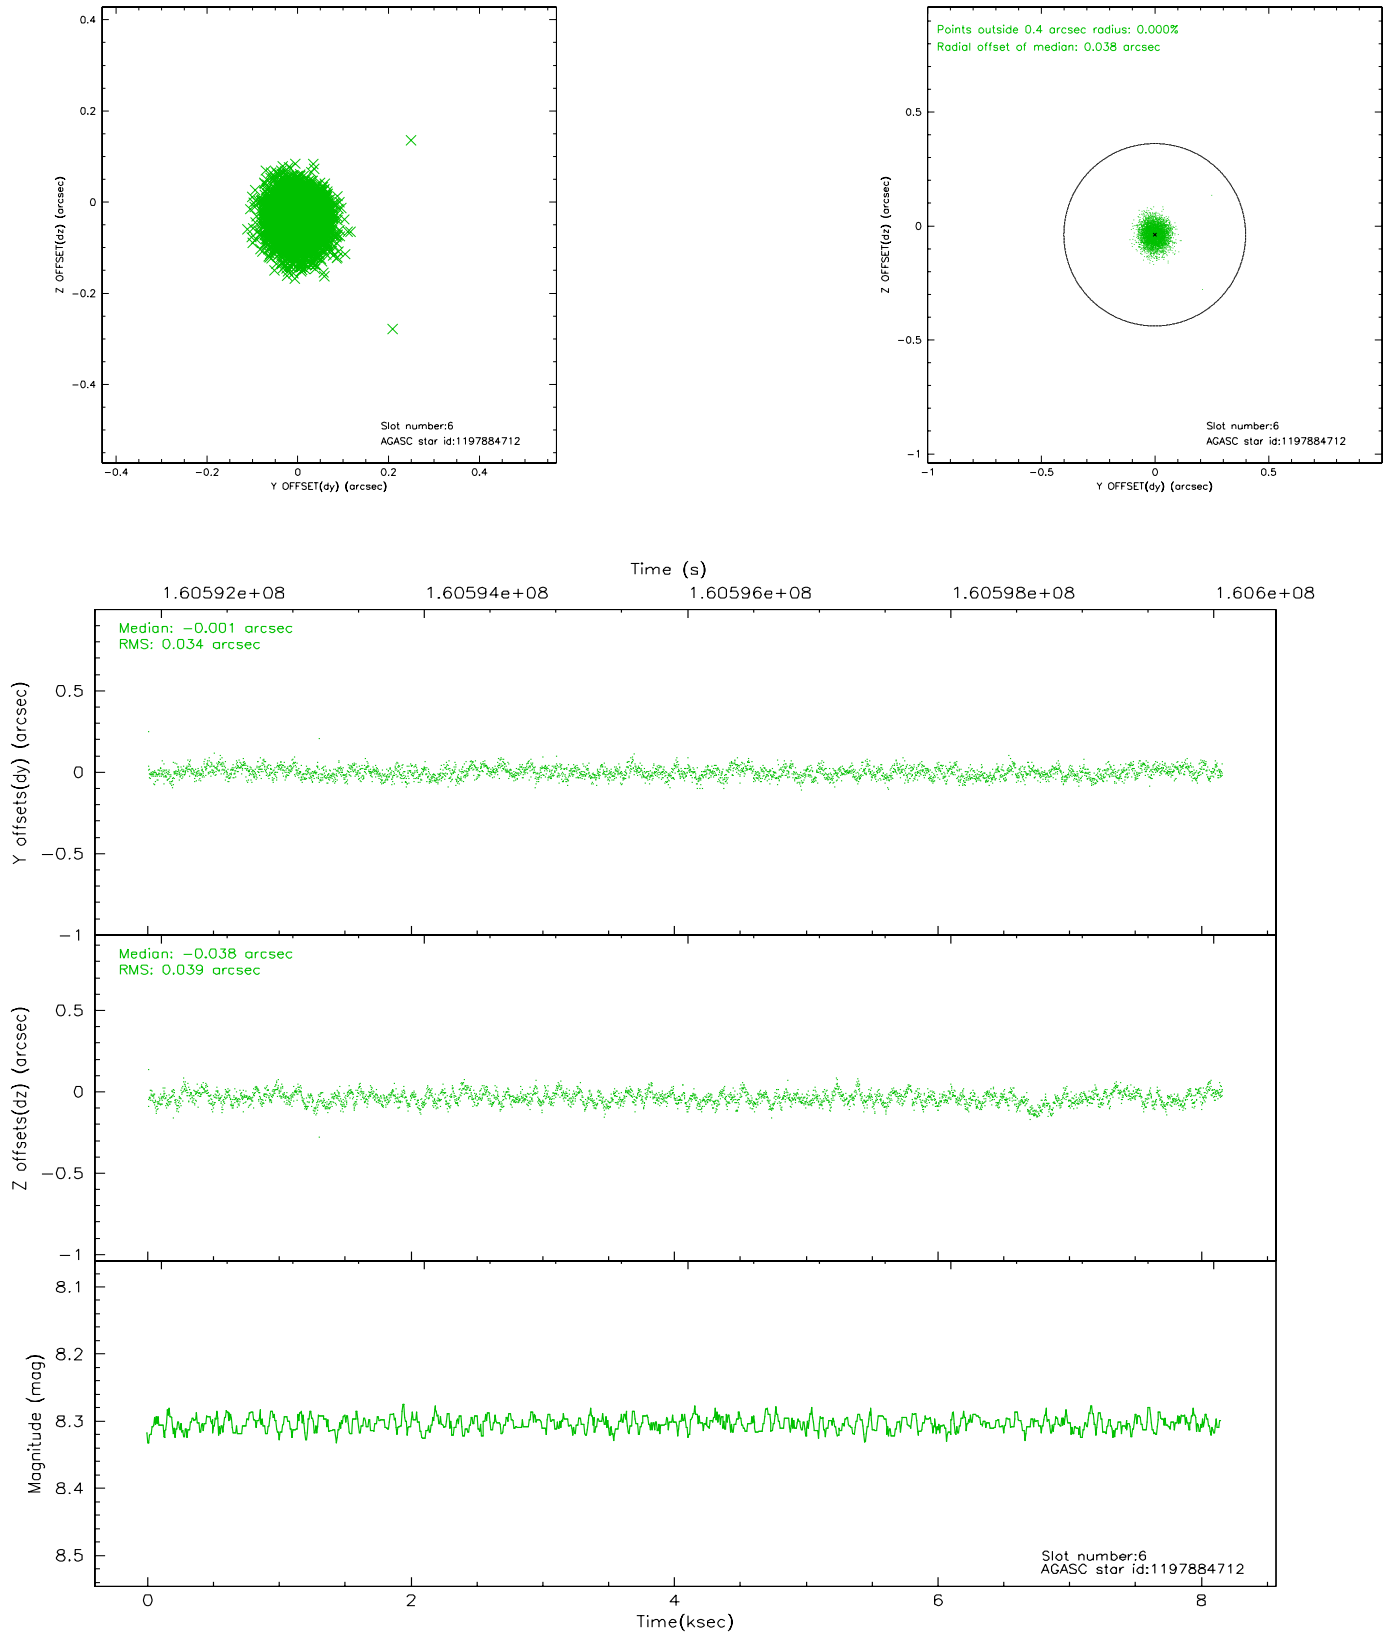 0.4
0.2
0
−0.2
−0.4
Z OFFSET(dz) (arcsec)
Slot number:6
AGASC star id:1197884712
−0.4 −0.2 0 0.2 0.4
Y OFFSET(dy) (arcsec)
Points outside 0.4 arcsec radius: 0.000%
Radial offset of median: 0.038 arcsec
0.5
0
−0.5
−1
Z OFFSET(dz) (arcsec)
Slot number:6
AGASC star id:1197884712
−1 −0.5 0 0.5
Y OFFSET(dy) (arcsec)
Time (s)
1.60592e+08 1.60594e+08 1.60596e+08 1.60598e+08 1.606e+08
Median: −0.001 arcsec
RMS: 0.034 arcsec
0.5
0
−0.5
−1
Y offsets(dy) (arcsec)
Median: −0.038 arcsec
RMS: 0.039 arcsec
0.5
0
−0.5
−1
Z offsets(dz) (arcsec)
8.1
8.2
8.3
8.4
8.5
Magnitude (mag)
Slot number:6
AGASC star id:1197884712
0 2 4 6 8
Time(ksec)